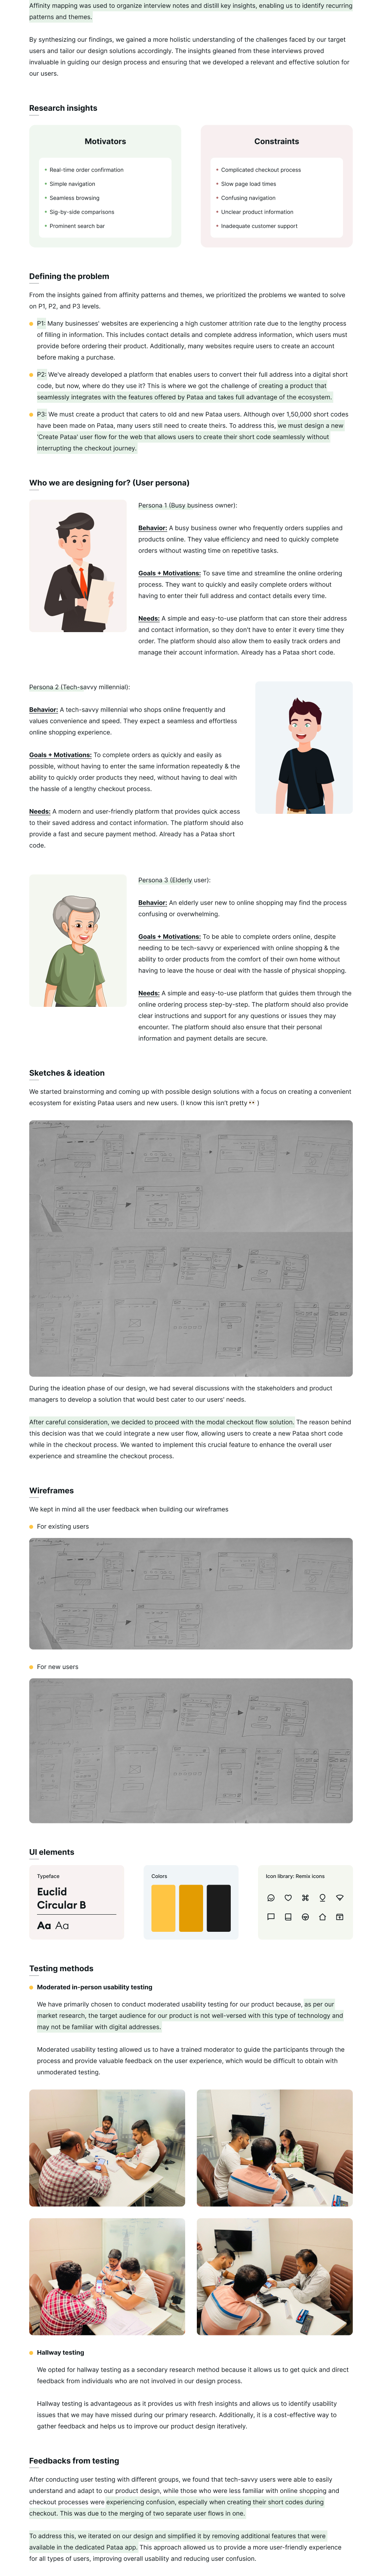 Affinity mapping was used to organize interview notes and distill key insights, enabling us to identify recurring
patterns and themes.
By synthesizing our findings, we gained a more holistic understanding of the challenges faced by our target
users and tailor our design solutions accordingly. The insights gleaned from these interviews proved
invaluable in guiding our design process and ensuring that we developed a relevant and effective solution for
our users.
Research insights
Motivators
Real-time order confirmation
Simple navigation
Seamless browsing
Sig-by-side comparisons
Prominent search bar
Constraints
Complicated checkout process
Slow page load times
Confusing navigation
Unclear product information
Inadequate customer support
Defining the problem
From the insights gained from affinity patterns and themes, we prioritized the problems we wanted to solve
on P1, P2, and P3 levels.
P1: Many businesses' websites are experiencing a high customer attrition rate due to the lengthy process
of filling in information. This includes contact details and complete address information, which users must
provide before ordering their product. Additionally, many websites require users to create an account
before making a purchase.
P2: We've already developed a platform that enables users to convert their full address into a digital short
code, but now, where do they use it? This is where we got the challenge of creating a product that
seamlessly integrates with the features offered by Pataa and takes full advantage of the ecosystem.
P3: We must create a product that caters to old and new Pataa users. Although over 1,50,000 short codes
have been made on Pataa, many users still need to create theirs. To address this, we must design a new
'Create Pataa' user flow for the web that allows users to create their short code seamlessly without
interrupting the checkout journey.
Who we are designing for? (User persona)
Persona 1 (Busy business owner):
Behavior: A busy business owner who frequently orders supplies and
products online. They value efficiency and need to quickly complete
orders without wasting time on repetitive tasks.
Goals + Motivations: To save time and streamline the online ordering
process. They want to quickly and easily complete orders without
having to enter their full address and contact details every time.
Needs: A simple and easy-to-use platform that can store their address
and contact information, so they don't have to enter it every time they
order. The platform should also allow them to easily track orders and
manage their account information. Already has a Pataa short code.
Persona 2 (Tech-savvy millennial):
Behavior: A tech-savvy millennial who shops online frequently and
values convenience and speed. They expect a seamless and effortless
online shopping experience.
Goals + Motivations: To complete orders as quickly and easily as
possible, without having to enter the same information repeatedly & the
ability to quickly order products they need, without having to deal with
the hassle of a lengthy checkout process.
Needs: A modern and user-friendly platform that provides quick access
to their saved address and contact information. The platform should also
provide a fast and secure payment method. Already has a Pataa short
code.
Persona 3 (Elderly user):
Behavior: An elderly user new to online shopping may find the process
confusing or overwhelming.
Goals + Motivations: To be able to complete orders online, despite
needing to be tech-savvy or experienced with online shopping & the
ability to order products from the comfort of their own home without
having to leave the house or deal with the hassle of physical shopping.
Needs: A simple and easy-to-use platform that guides them through the
online ordering process step-by-step. The platform should also provide
clear instructions and support for any questions or issues they may
encounter. The platform should also ensure that their personal
information and payment details are secure.
Sketches & ideation
We started brainstorming and coming up with possible design solutions with a focus on creating a convenient
ecosystem for existing Pataa users and new users. (I know this isn't pretty 👀 )
During the ideation phase of our design, we had several discussions with the stakeholders and product
managers to develop a solution that would best cater to our users' needs.
After careful consideration, we decided to proceed with the modal checkout flow solution. The reason behind
this decision was that we could integrate a new user flow, allowing users to create a new Pataa short code
while in the checkout process. We wanted to implement this crucial feature to enhance the overall user
experience and streamline the checkout process.
Wireframes
We kept in mind all the user feedback when building our wireframes
For existing users
For new users
UI elements
Typeface
Euclid
Circular B
Aa Aa
Colors
Icon library: Remix icons
Testing methods
Moderated in-person usability testing
We have primarily chosen to conduct moderated usability testing for our product because, as per our
market research, the target audience for our product is not well-versed with this type of technology and
may not be familiar with digital addresses.
Moderated usability testing allowed us to have a trained moderator to guide the participants through the
process and provide valuable feedback on the user experience, which would be difficult to obtain with
unmoderated testing.
Hallway testing
We opted for hallway testing as a secondary research method because it allows us to get quick and direct
feedback from individuals who are not involved in our design process.
Hallway testing is advantageous as it provides us with fresh insights and allows us to identify usability
issues that we may have missed during our primary research. Additionally, it is a cost-effective way to
gather feedback and helps us to improve our product design iteratively.
Feedbacks from testing
After conducting user testing with different groups, we found that tech-savvy users were able to easily
understand and adapt to our product design, while those who were less familiar with online shopping and
checkout processes were experiencing confusion, especially when creating their short codes during
checkout. This was due to the merging of two separate user flows in one.
To address this, we iterated on our design and simplified it by removing additional features that were
available in the dedicated Pataa app. This approach allowed us to provide a more user-friendly experience
for all types of users, improving overall usability and reducing user confusion.